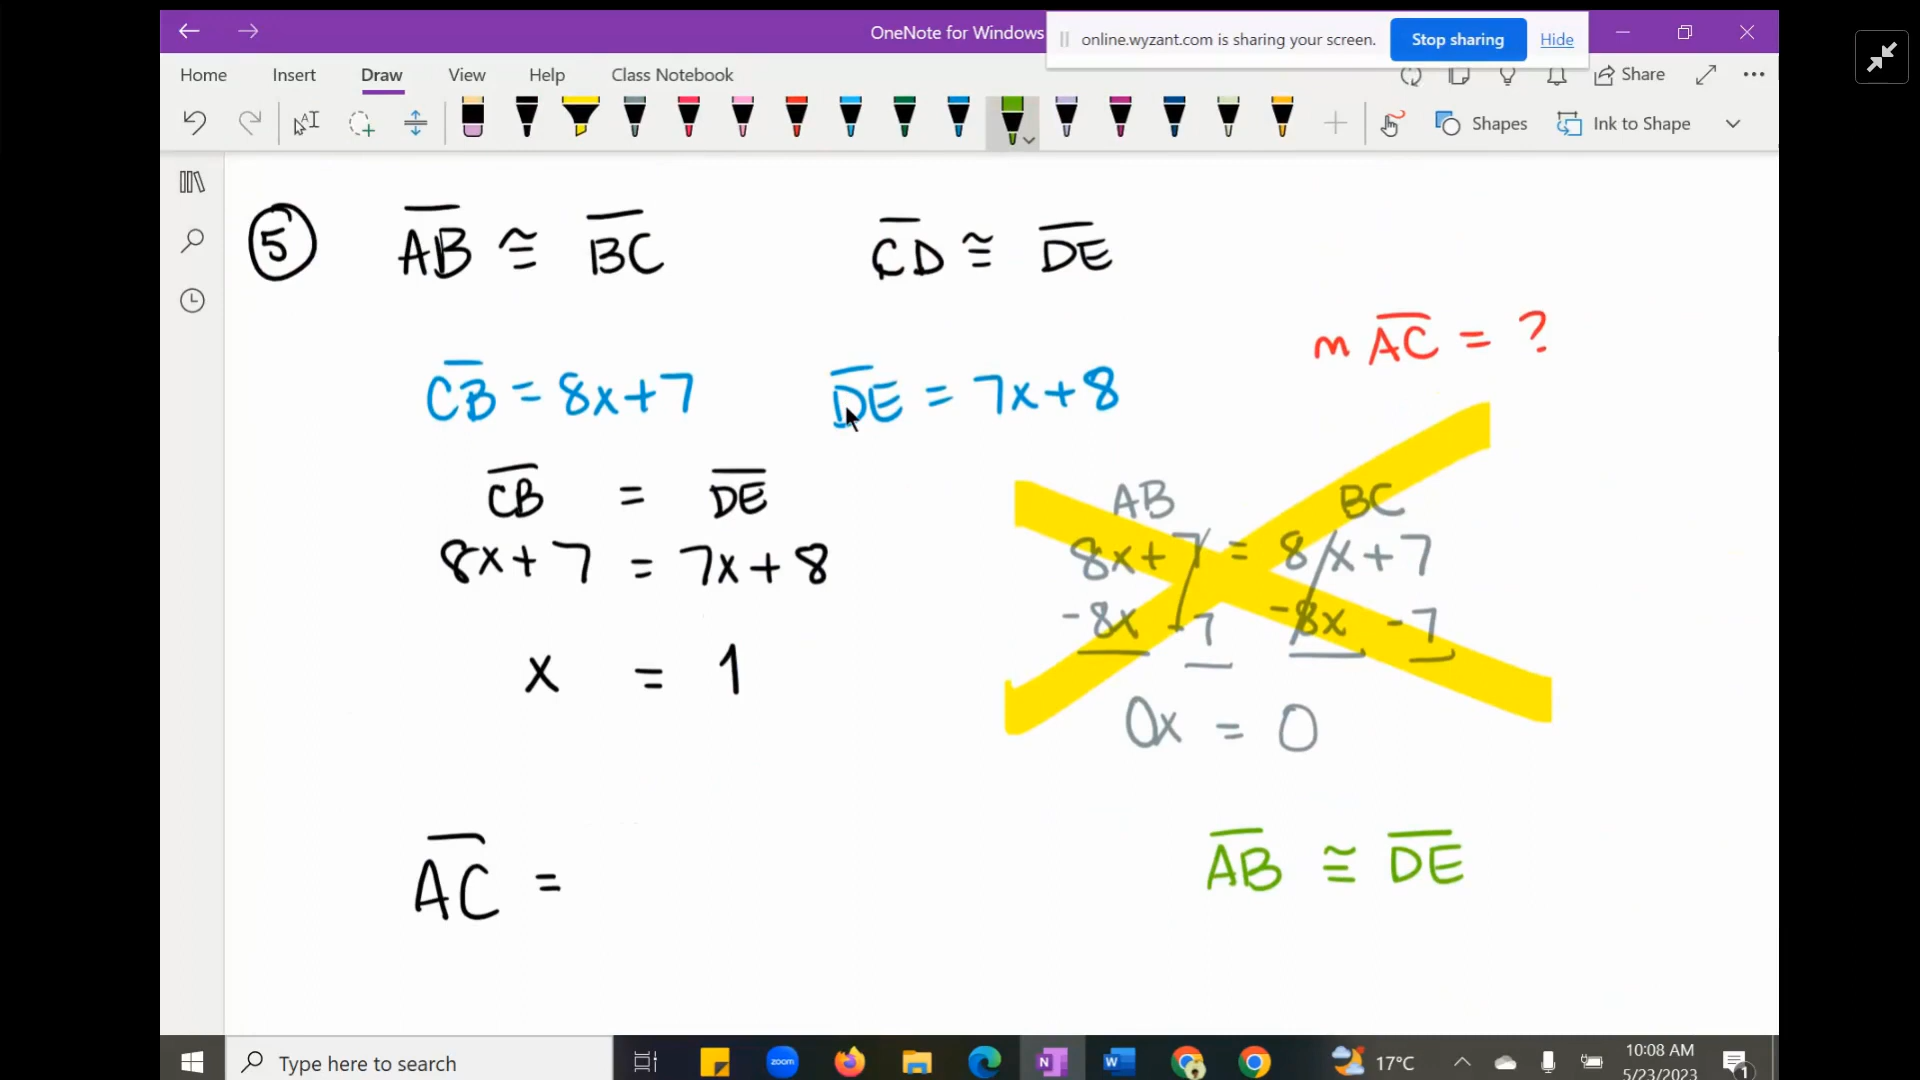 OneNote for Windows
online.wyzant.com is sharing your screen. Stop sharing Hide
Home Insert Draw View Help Class Notebook Share
Shapes Ink to Shape
5 AB ≅ BC CD ≅ DE
m AC = ?
CB = 8x+7 DE = 7x+8
CB = DE
8x+7 = 7x+8
x = 1
AB BC
8x+7 = 8x+7
-8x -7 -8x -7
0x = 0
AC =
AB ≅ DE
Type here to search
zoom
N
W
17°C
10:08 AM
5/23/2023
1